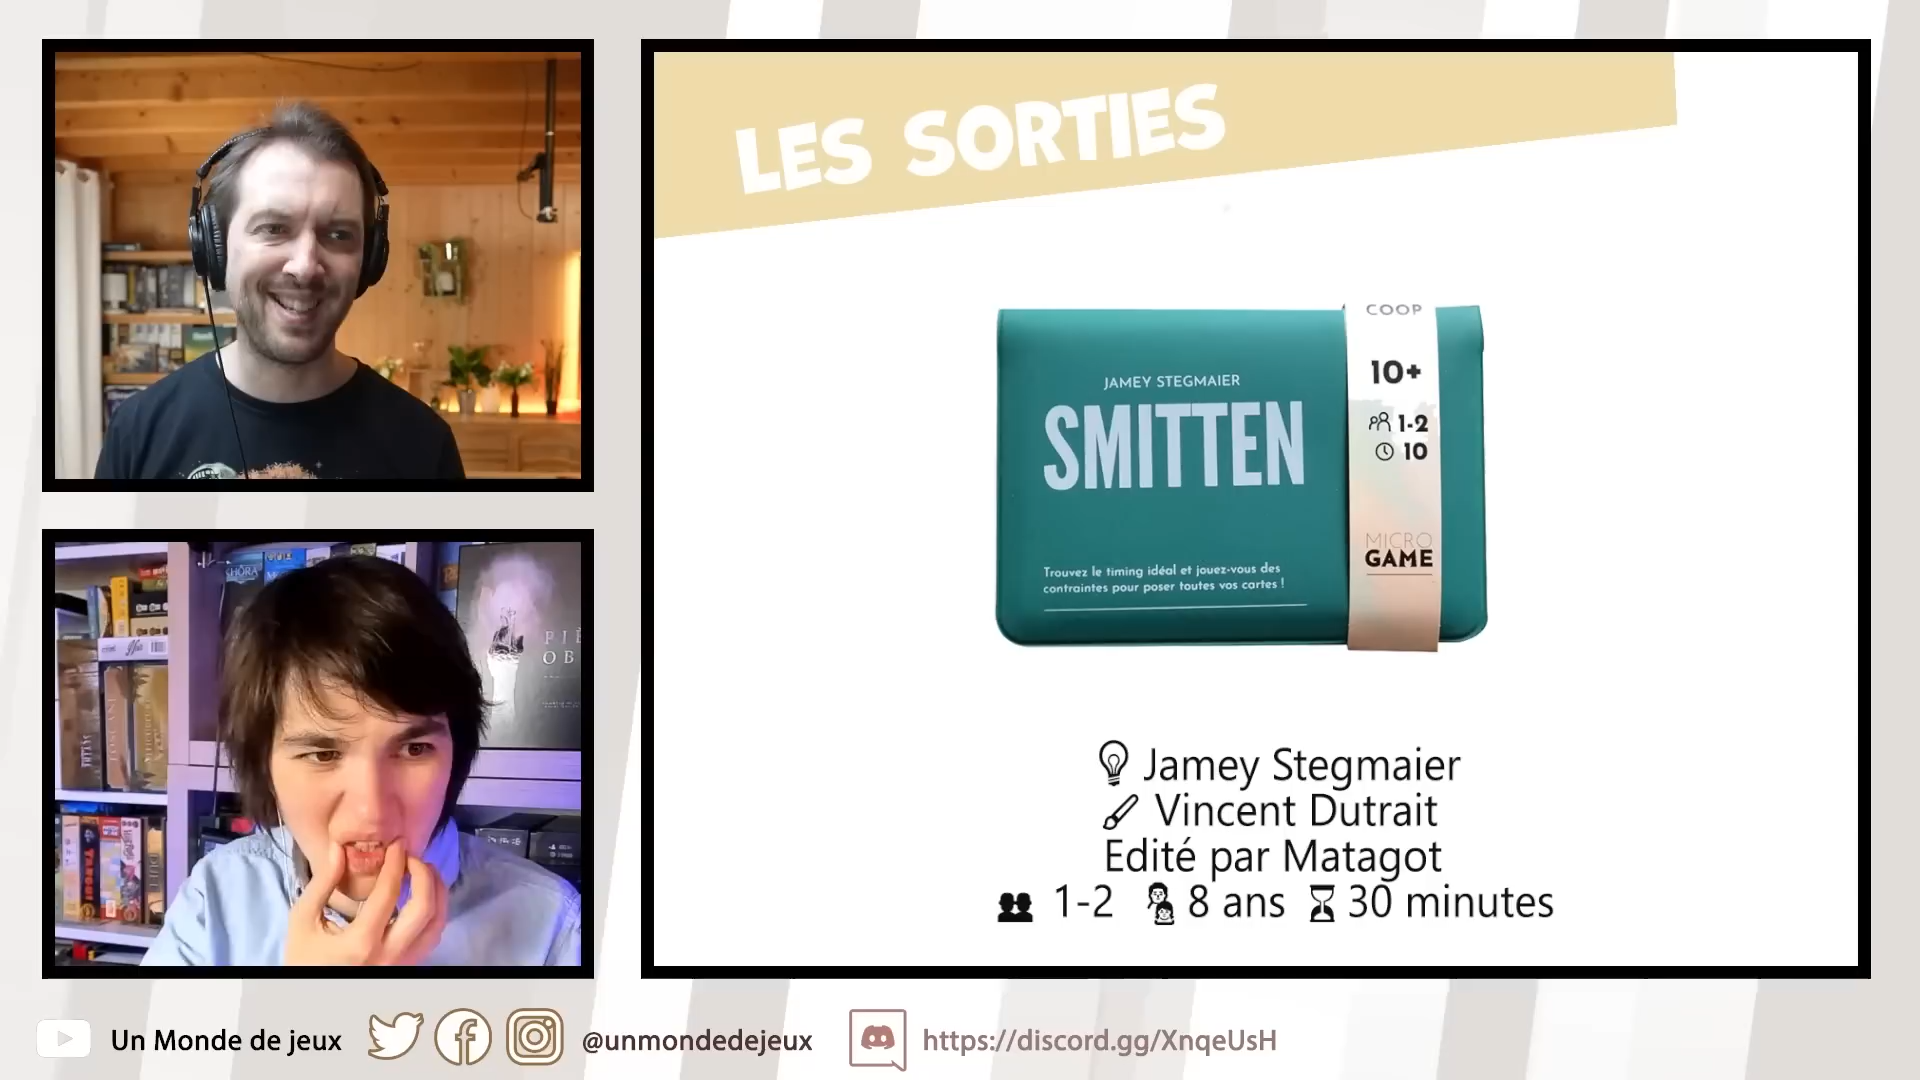 LES SORTIES
COOP
10+
1-2
10
MICRO
GAME
JAMEY STEGMAIER
SMITTEN
Trouvez le timing idéal et jouez-vous des
contraintes pour poser toutes vos cartes !
Jamey Stegmaier
Vincent Dutrait
Edité par Matagot
1-2 8 ans 30 minutes
KHÔRA
Un Monde de jeux @unmondedejeux https://discord.gg/XnqeUsH